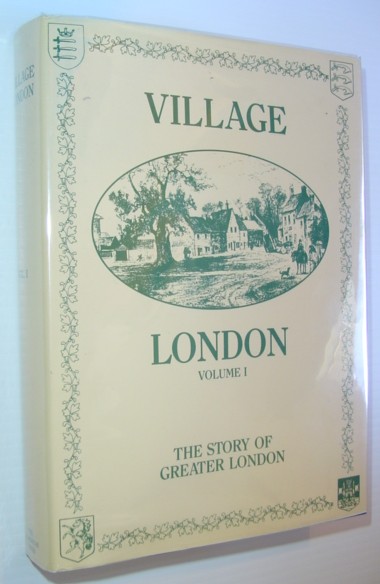 VILLAGE
LONDON
VOLUME I
THE STORY OF
GREATER LONDON
VILLAGE
LONDON